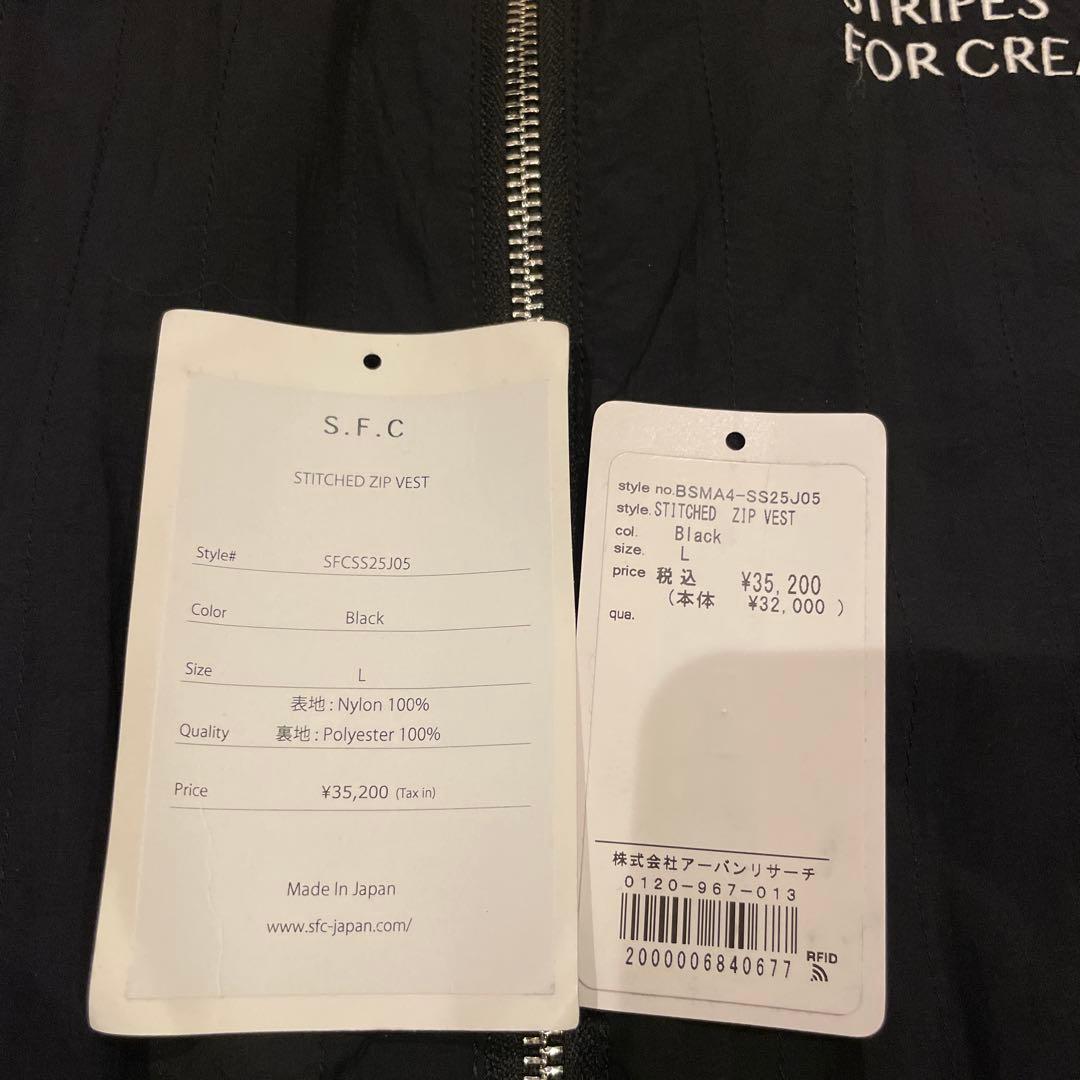 STRIPES
FOR CREA
S.F.C
STITCHED ZIP VEST
Style# SFCSS25J05
Color Black
Size L
表地 : Nylon 100%
Quality 裏地 : Polyester 100%
Price ¥35,200 (Tax in)
Made In Japan
www.sfc-japan.com/
style no.BSMA4-SS25J05
style.STITCHED ZIP VEST
col. Black
size. L
price 税込 ¥35,200
(本体 ¥32,000 )
qua.
株式会社アーバンリサーチ
0120-967-013
2000006840677
RFID